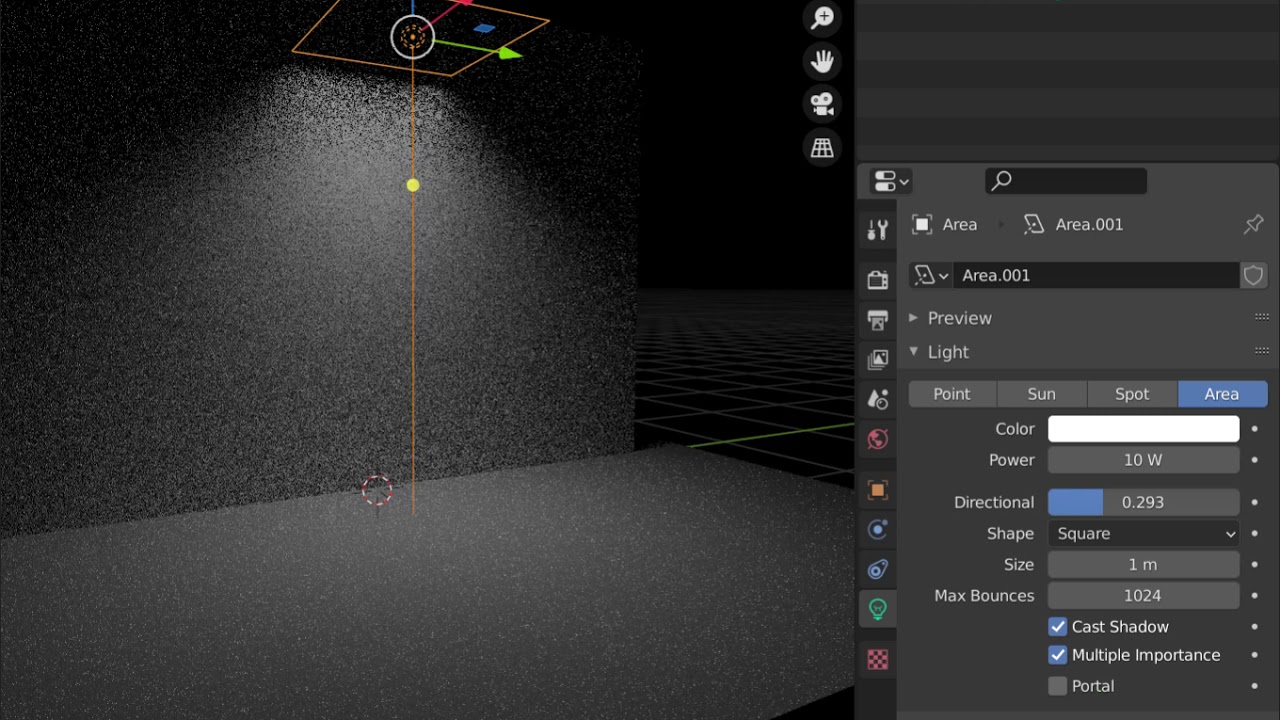 Area Area.001
Area.001
Preview
Light
Point Sun Spot Area
Color
Power 10 W
Directional 0.293
Shape Square
Size 1 m
Max Bounces 1024
Cast Shadow
Multiple Importance
Portal